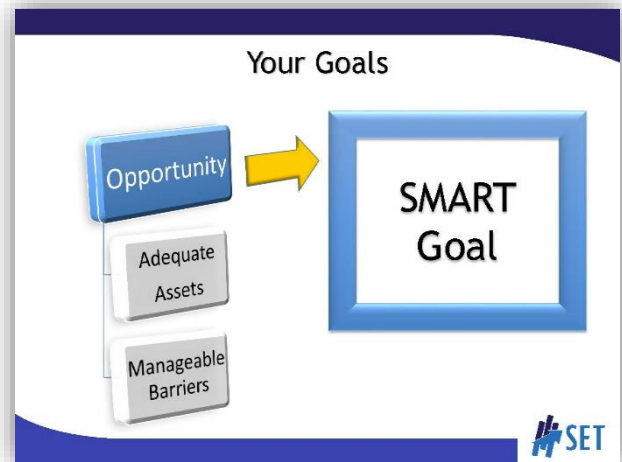 Your Goals
Opportunity
Adequate
Assets
Manageable
Barriers
SMART
Goal
SET